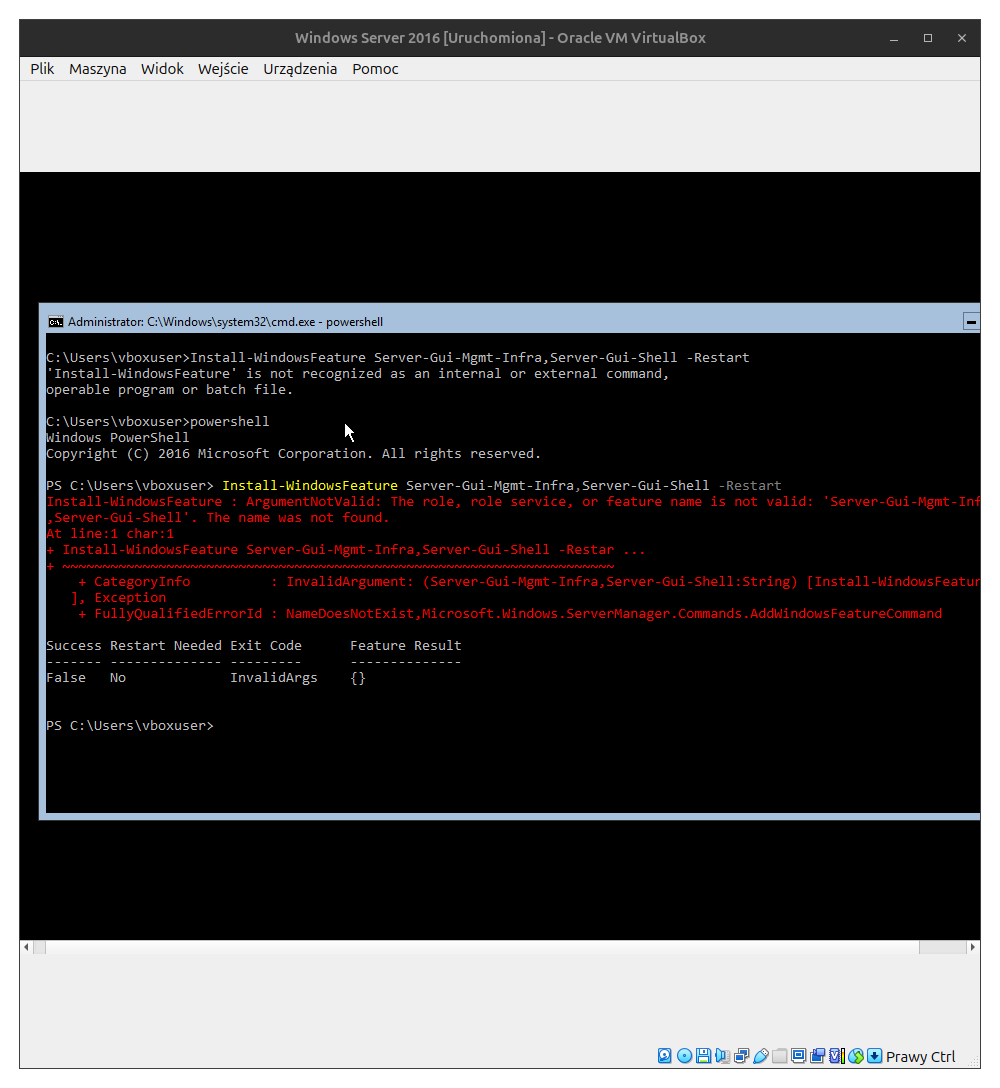 Windows Server 2016 [Uruchomiona] - Oracle VM VirtualBox
Plik Maszyna Widok Wejście Urządzenia Pomoc
Administrator: C:\Windows\system32\cmd.exe - powershell
C:\Users\vboxuser>Install-WindowsFeature Server-Gui-Mgmt-Infra,Server-Gui-Shell -Restart
'Install-WindowsFeature' is not recognized as an internal or external command,
operable program or batch file.
C:\Users\vboxuser>powershell
Windows PowerShell
Copyright (C) 2016 Microsoft Corporation. All rights reserved.
PS C:\Users\vboxuser> Install-WindowsFeature Server-Gui-Mgmt-Infra,Server-Gui-Shell -Restart
Install-WindowsFeature : ArgumentNotValid: The role, role service, or feature name is not valid: 'Server-Gui-Mgmt-Inf
,Server-Gui-Shell'. The name was not found.
At line:1 char:1
+ Install-WindowsFeature Server-Gui-Mgmt-Infra,Server-Gui-Shell -Restar ...
+ ~~~~~~~~~~~~~~~~~~~~~~~~~~~~~~~~~~~~~~~~~~~~~~~~~~~~~~~~~~~~~~~~~~~~~
+ CategoryInfo : InvalidArgument: (Server-Gui-Mgmt-Infra,Server-Gui-Shell:String) [Install-WindowsFeatur
], Exception
+ FullyQualifiedErrorId : NameDoesNotExist,Microsoft.Windows.ServerManager.Commands.AddWindowsFeatureCommand
Success Restart Needed Exit Code Feature Result
------- -------------- --------- --------------
False No InvalidArgs {}
PS C:\Users\vboxuser>
Prawy Ctrl